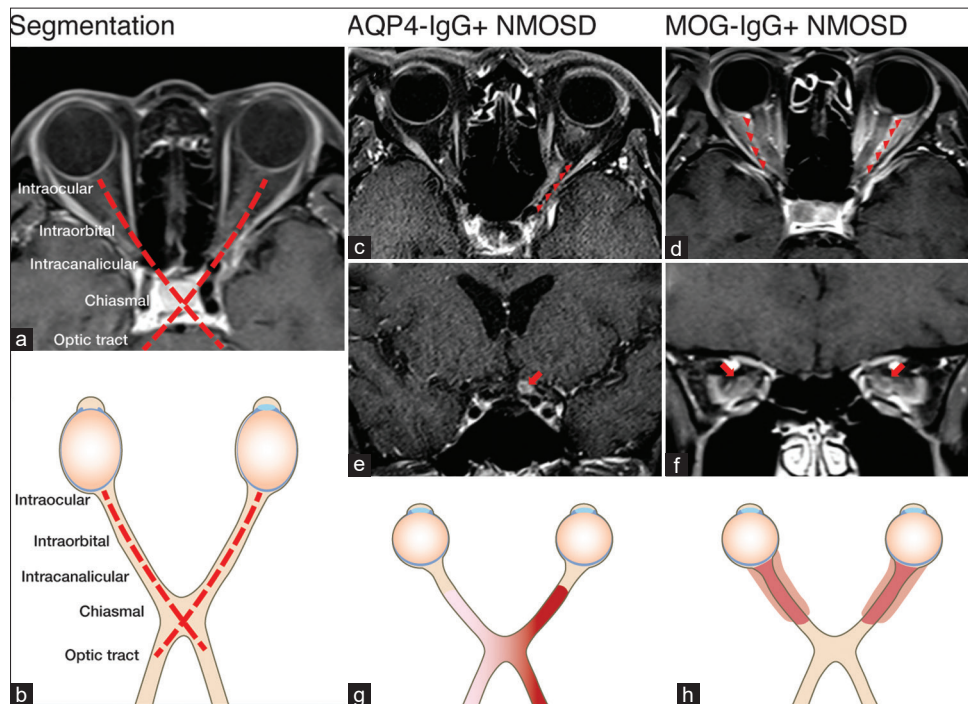 Segmentation
AQP4-IgG+ NMOSD
MOG-IgG+ NMOSD
Intraocular
Intraorbital
Intracanalicular
Chiasmal
Optic tract
a
c
d
e
f
Intraocular
Intraorbital
Intracanalicular
Chiasmal
Optic tract
b
g
h